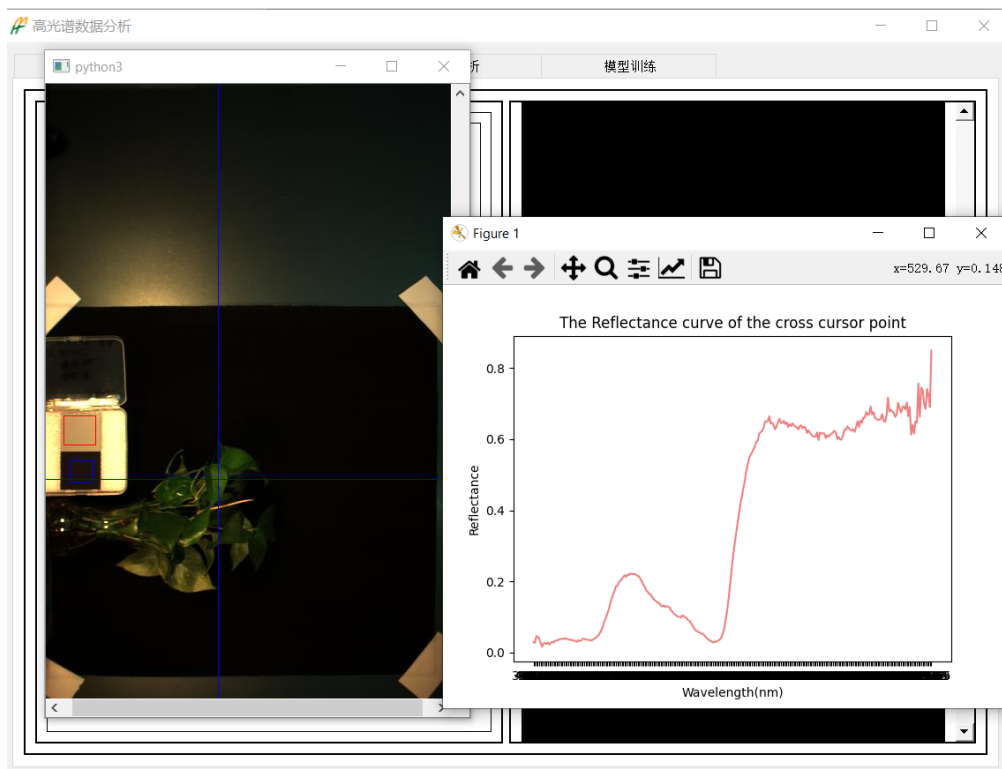 高光谱数据分析
python3
析
模型训练
Figure 1
x=529.67 y=0.148
The Reflectance curve of the cross cursor point
0.8
0.6
0.4
0.2
0.0
Reflectance
Wavelength(nm)